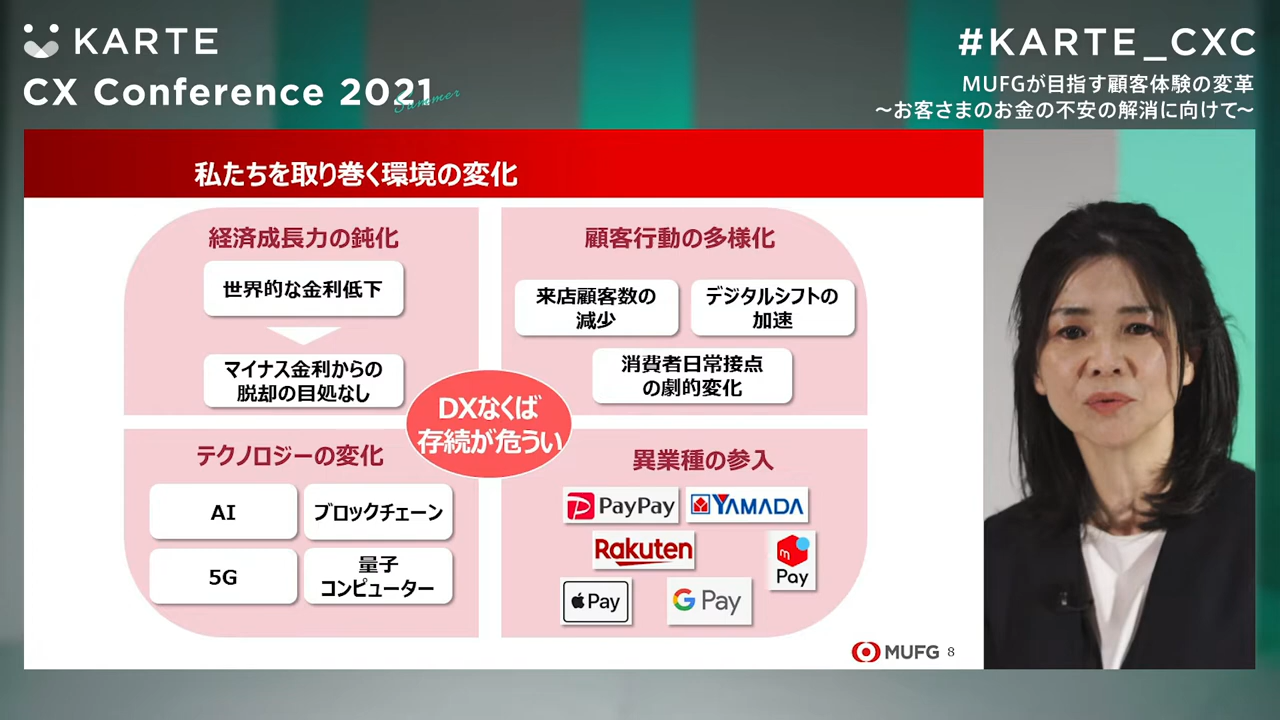 KARTE
CX Conference 2021
Summer
#KARTE_CXC
MUFGが目指す顧客体験の変革
〜お客さまのお金の不安の解消に向けて〜
私たちを取り巻く環境の変化
経済成長力の鈍化
世界的な金利低下
マイナス金利からの
脱却の目処なし
顧客行動の多様化
来店顧客数の
減少
デジタルシフトの
加速
消費者日常接点
の劇的変化
DXなくば
存続が危うい
テクノロジーの変化
AI
ブロックチェーン
5G
量子
コンピューター
異業種の参入
PayPay
YAMADA
Rakuten
m
Pay
Pay
G Pay
MUFG 8